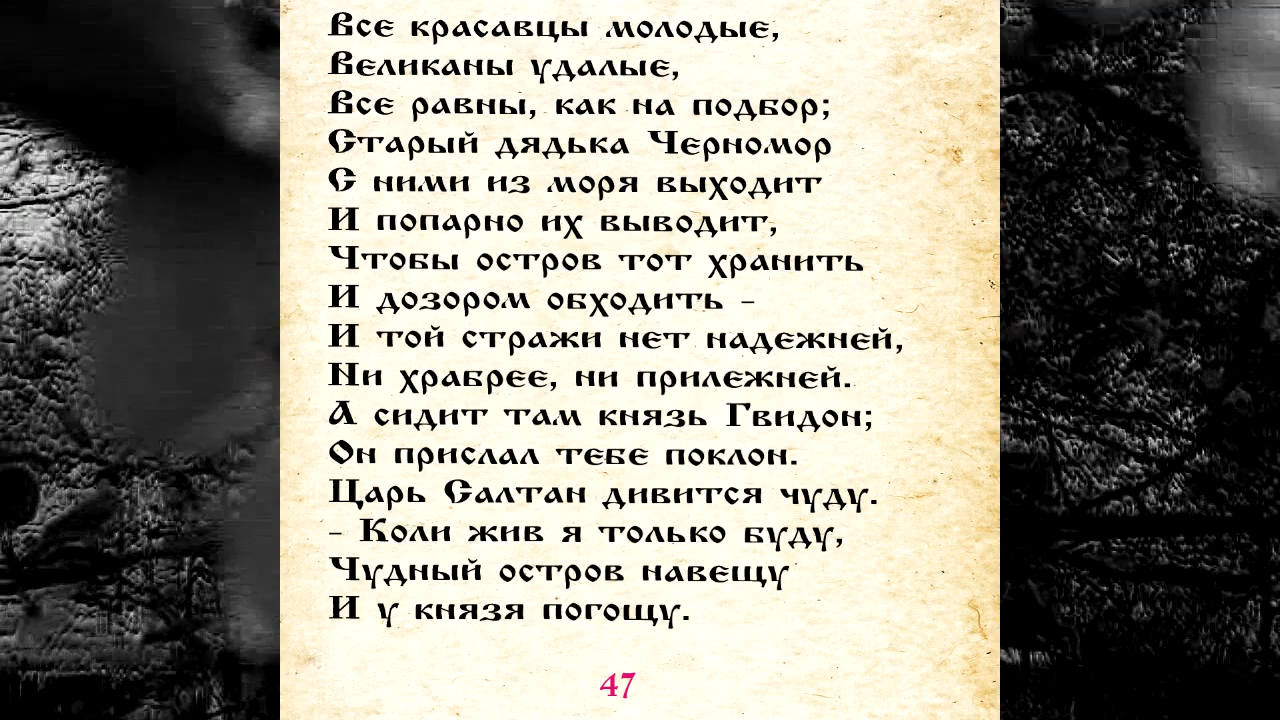 Все красавцы молодые,
Великаны удалые,
Все равны, как на подбор;
Старый дядька Черномор
С ними из моря выходит
И попарно их выводит,
Чтобы остров тот хранить
И дозором обходить –
И той стражи нет надежней,
Ни храбрее, ни прилежней.
А сидит там князь Гвидон;
Он прислал тебе поклон.
Царь Салтан дивится чуду.
– Коли жив я только буду,
Чудный остров навещу
И у князя погощу.
47